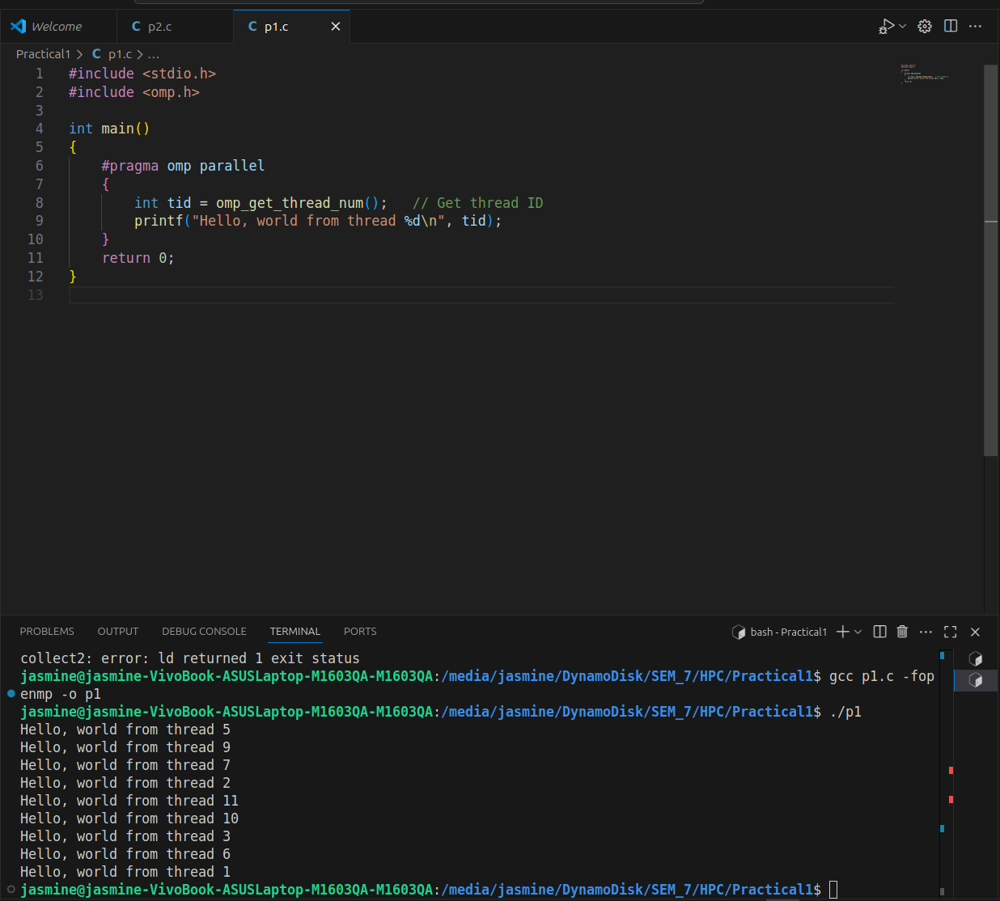 Welcome
p2.c
p1.c
Practical1 > C p1.c > ...
1 #include <stdio.h>
2 #include <omp.h>
3
4 int main()
5 {
6 #pragma omp parallel
7 {
8 int tid = omp_get_thread_num(); // Get thread ID
9 printf("Hello, world from thread %d\n", tid);
10 }
11 return 0;
12 }
13
PROBLEMS OUTPUT DEBUG CONSOLE TERMINAL PORTS
bash - Practical1
collect2: error: ld returned 1 exit status
jasmine@jasmine-VivoBook-ASUSLaptop-M1603QA-M1603QA:/media/jasmine/DynamoDisk/SEM_7/HPC/Practical1$ gcc p1.c -fop
enmp -o p1
jasmine@jasmine-VivoBook-ASUSLaptop-M1603QA-M1603QA:/media/jasmine/DynamoDisk/SEM_7/HPC/Practical1$ ./p1
Hello, world from thread 5
Hello, world from thread 9
Hello, world from thread 7
Hello, world from thread 2
Hello, world from thread 11
Hello, world from thread 10
Hello, world from thread 3
Hello, world from thread 6
Hello, world from thread 1
jasmine@jasmine-VivoBook-ASUSLaptop-M1603QA-M1603QA:/media/jasmine/DynamoDisk/SEM_7/HPC/Practical1$